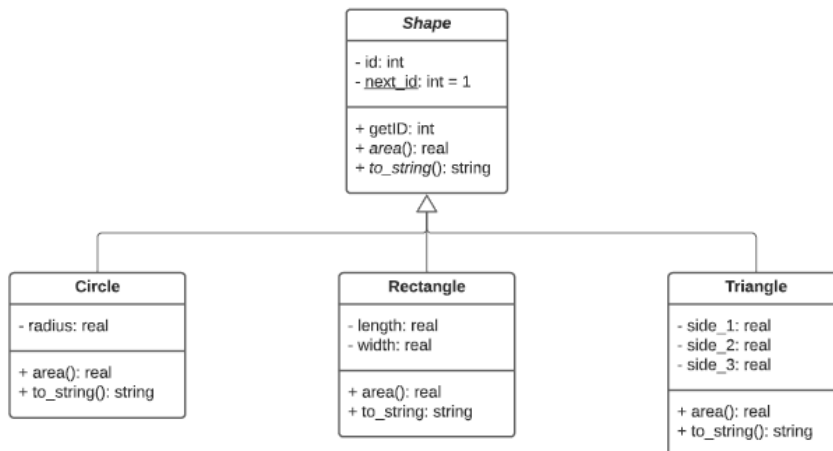 Shape
- id: int
- next_id: int = 1
+ getID: int
+ area(): real
+ to_string(): string
Circle
- radius: real
+ area(): real
+ to_string(): string
Rectangle
- length: real
- width: real
+ area(): real
+ to_string: string
Triangle
- side_1: real
- side_2: real
- side_3: real
+ area(): real
+ to_string(): string